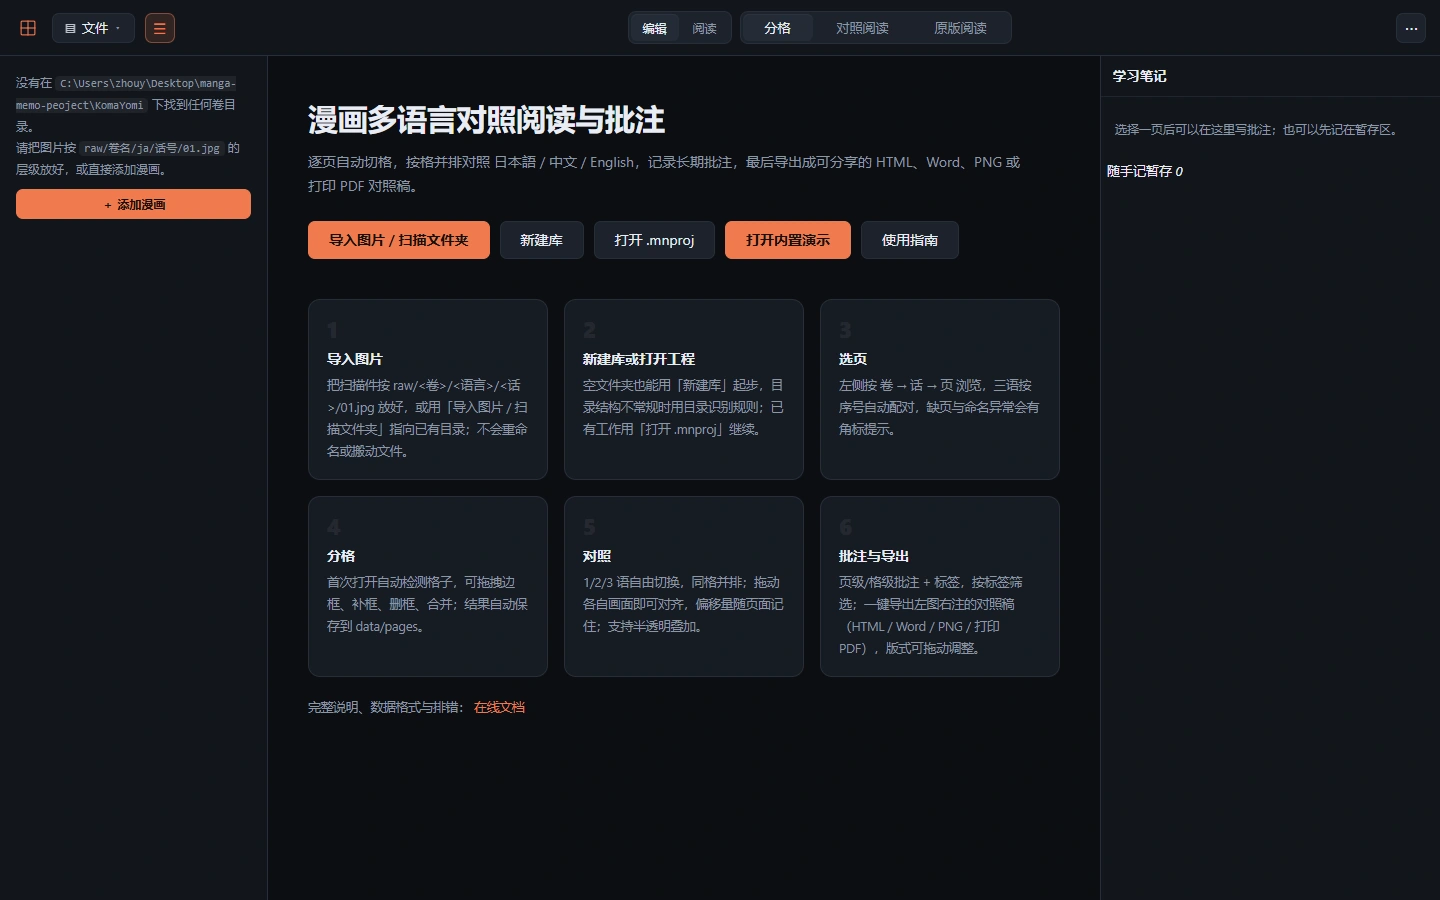 文件
编辑 阅读 分格 对照阅读 原版阅读
...
没有在 C:\Users\zhouy\Desktop\manga-
memo-peoject\KomaYomi 下找到任何卷目
录。
请把图片按 raw/卷名/ja/话号/01.jpg 的
层级放好，或直接添加漫画。
+ 添加漫画
漫画多语言对照阅读与批注
逐页自动切格，按格并排对照 日本語 / 中文 / English，记录长期批注，最后导出成可分享的 HTML、Word、PNG 或
打印 PDF 对照稿。
导入图片 / 扫描文件夹 新建库 打开 .mnproj 打开内置演示 使用指南
1
导入图片
把扫描件按 raw/<卷>/<语言>/<话
>/01.jpg 放好，或用「导入图片 / 扫
描文件夹」指向已有目录；不会重命
名或搬动文件。
2
新建库或打开工程
空文件夹也能用「新建库」起步，目
录结构不常规时用目录识别规则；已
有工作用「打开 .mnproj」继续。
3
选页
左侧按 卷 → 话 → 页 浏览，三语按
序号自动配对，缺页与命名异常会有
角标提示。
4
分格
首次打开自动检测格子，可拖拽边
框、补框、删框、合并；结果自动保
存到 data/pages。
5
对照
1/2/3 语自由切换，同格并排；拖动
各自画面即可对齐，偏移量随页面记
住；支持半透明叠加。
6
批注与导出
页级/格级批注 + 标签，按标签筛
选；一键导出左图右注的对照稿
（HTML / Word / PNG / 打印
PDF），版式可拖动调整。
完整说明、数据格式与排错： 在线文档
学习笔记
选择一页后可以在这里写批注；也可以先记在暂存区。
随手记暂存 0